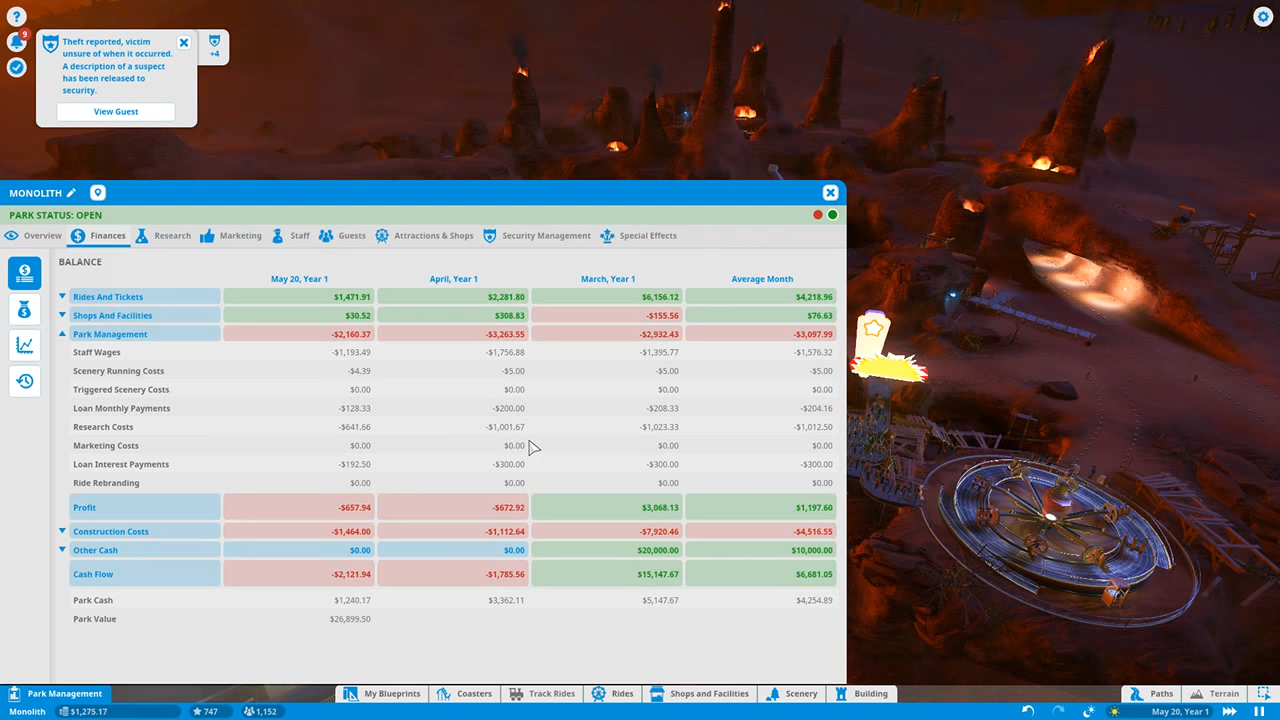 ?
9
Theft reported, victim
unsure of when it occurred.
A description of a suspect
has been released to
security.
View Guest
+4
MONOLITH
PARK STATUS: OPEN
Overview Finances Research Marketing Staff Guests Attractions & Shops Security Management Special Effects
BALANCE
May 20, Year 1 April, Year 1 March, Year 1 Average Month
Rides And Tickets $1,471.91 $2,281.80 $6,156.12 $4,218.96
Shops And Facilities $30.52 $308.83 -$155.56 $76.63
Park Management -$2,160.37 -$3,263.55 -$2,932.43 -$3,097.99
Staff Wages -$1,193.49 -$1,756.88 -$1,395.77 -$1,576.32
Scenery Running Costs -$4.39 -$5.00 -$5.00 -$5.00
Triggered Scenery Costs $0.00 $0.00 $0.00 $0.00
Loan Monthly Payments -$128.33 -$200.00 -$208.33 -$204.16
Research Costs -$641.66 -$1,001.67 -$1,023.33 -$1,012.50
Marketing Costs $0.00 $0.00 $0.00 $0.00
Loan Interest Payments -$192.50 -$300.00 -$300.00 -$300.00
Ride Rebranding $0.00 $0.00 $0.00 $0.00
Profit -$657.94 -$672.92 $3,068.13 $1,197.60
Construction Costs -$1,464.00 -$1,112.64 -$7,920.46 -$4,516.55
Other Cash $0.00 $0.00 $20,000.00 $10,000.00
Cash Flow -$2,121.94 -$1,785.56 $15,147.67 $6,681.05
Park Cash $1,240.17 $3,362.11 $5,147.67 $4,254.89
Park Value $26,899.50
Park Management My Blueprints Coasters Track Rides Rides Shops and Facilities Scenery Building Paths Terrain
Monolith $1,275.17 747 1,152 May 20, Year 1